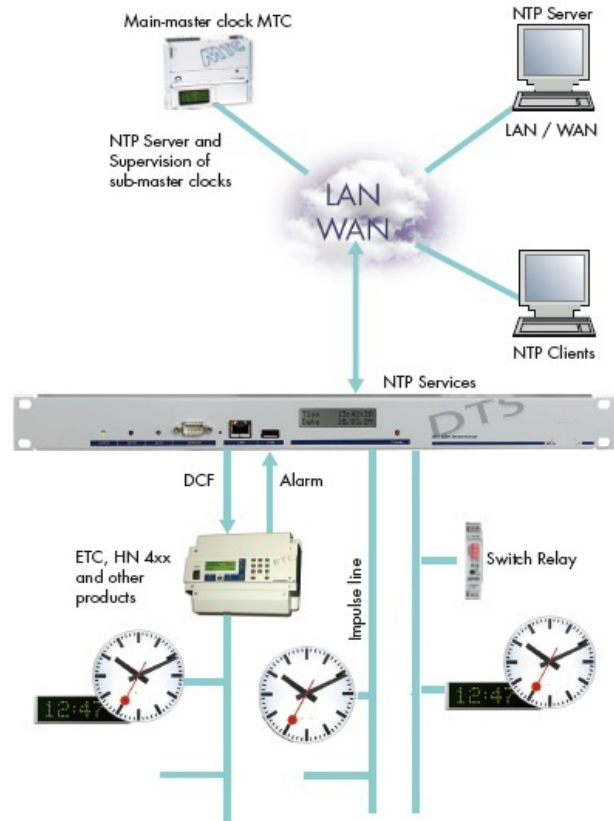 Main-master clock MTC
NTP Server
MTC
NTP Server and
Supervision of
sub-master clocks
LAN / WAN
LAN
WAN
NTP Clients
NTP Services
DTS
DCF
Alarm
ETC, HN 4xx
and other
products
Impulse line
Switch Relay
12:47
12:47